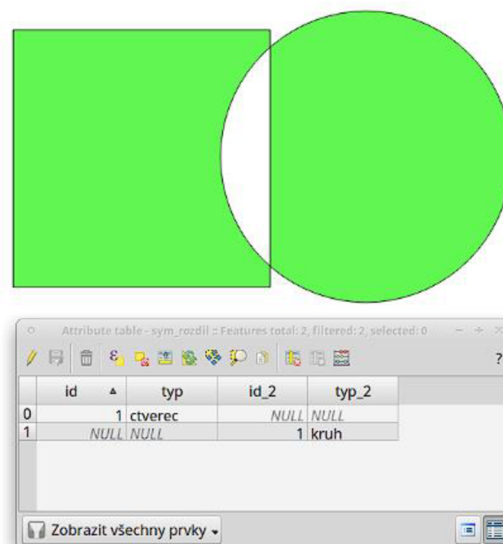 Attribute table - sym_rozdil :: Features total: 2, filtered: 2, selected: 0
?
id typ id_2 typ_2
0 1 ctverec NULL NULL
1 NULL NULL 1 kruh
Zobrazit všechny prvky